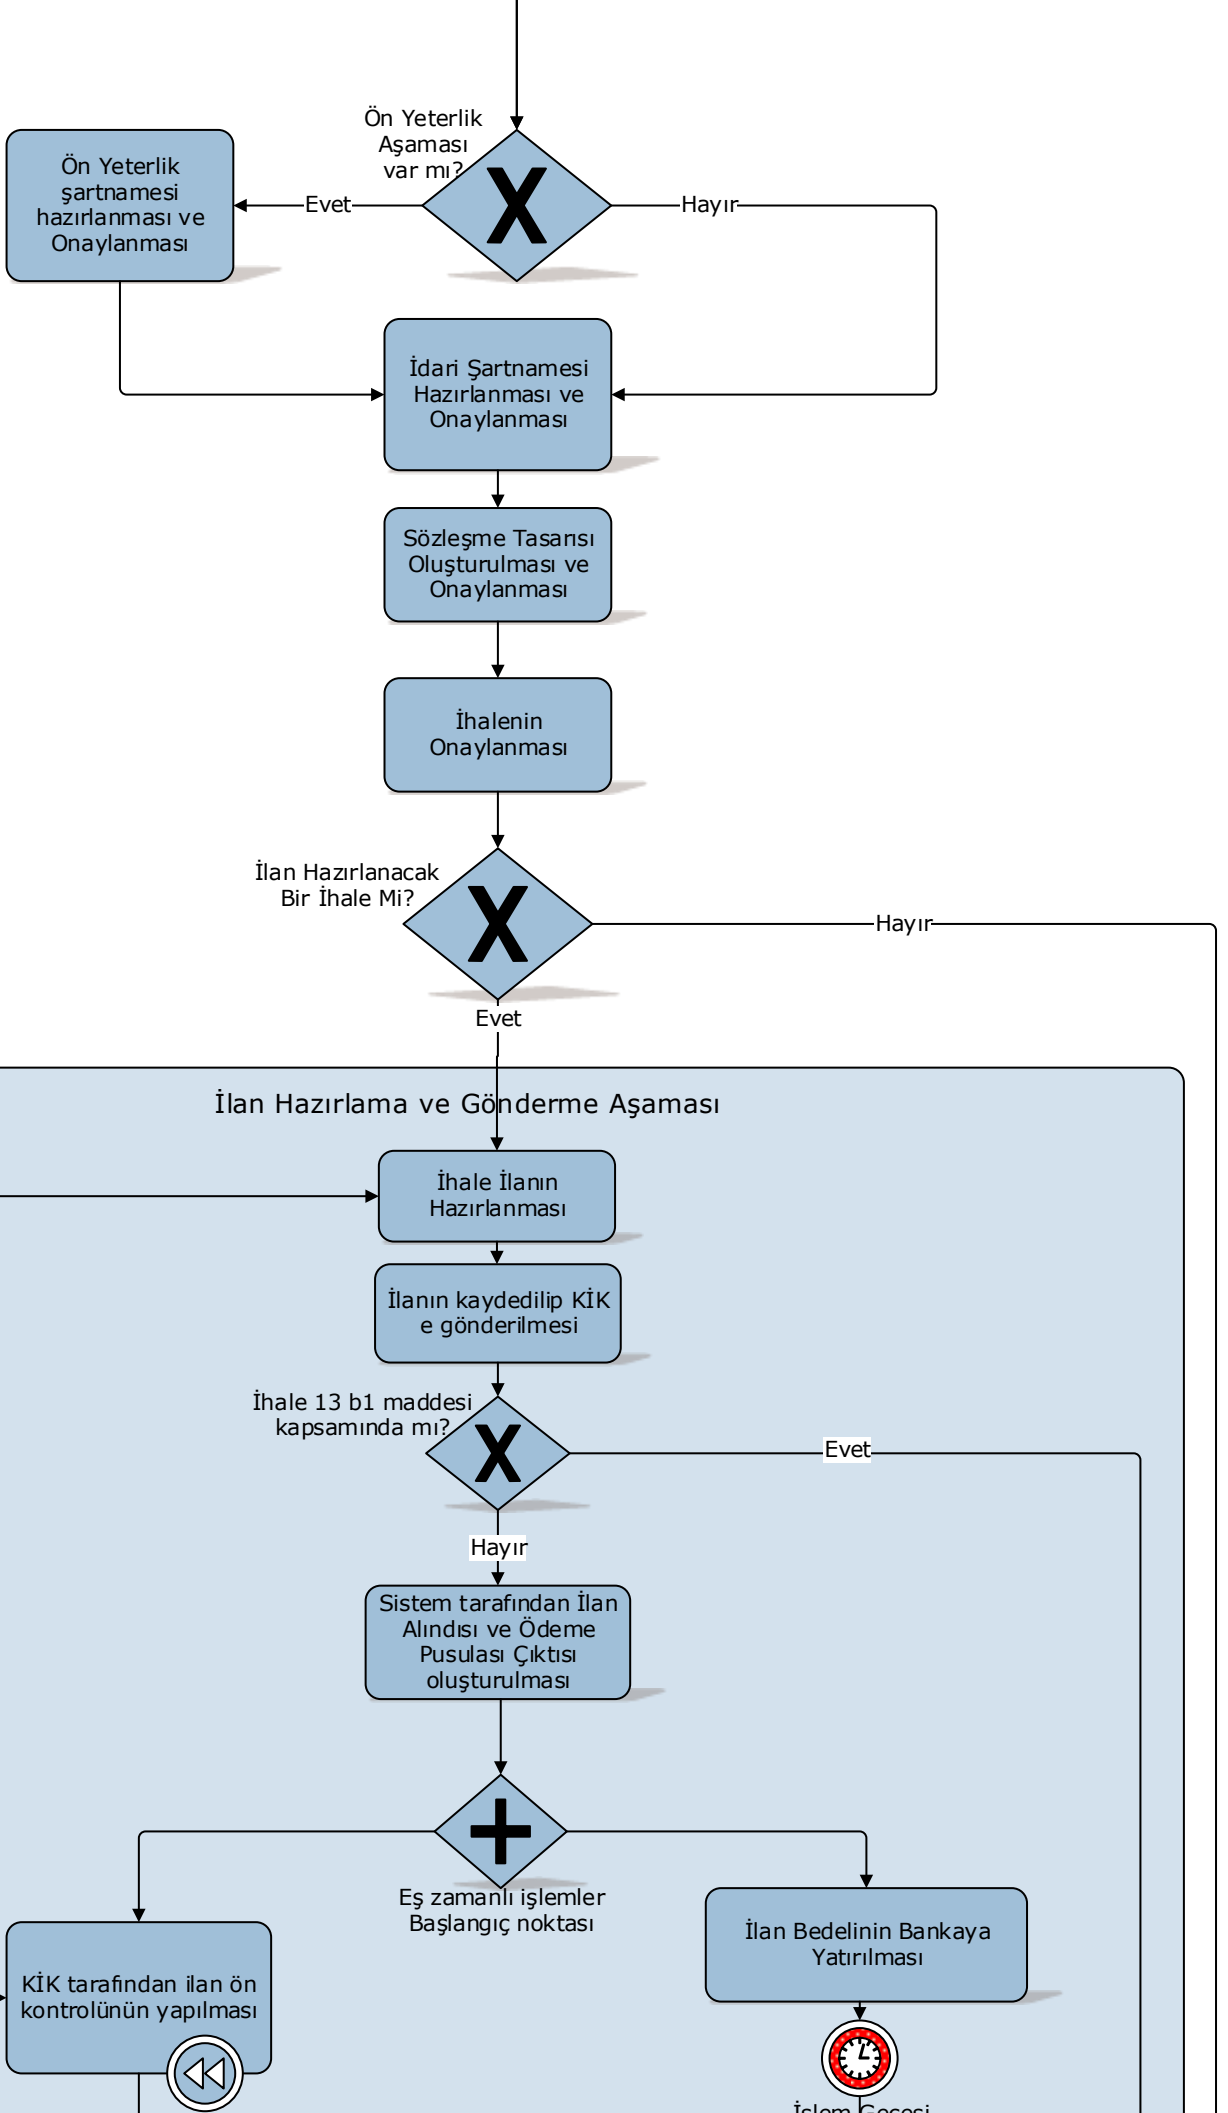 Ön Yeterlik
Aşaması
var mı?
Ön Yeterlik
şartnamesi
hazırlanması ve
Onaylanması
Evet
Hayır
İdari Şartnamesi
Hazırlanması ve
Onaylanması
Sözleşme Tasarısı
Oluşturulması ve
Onaylanması
İhalenin
Onaylanması
İlan Hazırlanacak
Bir İhale Mi?
Hayır
Evet
İlan Hazırlama ve Gönderme Aşaması
İhale İlanın
Hazırlanması
İlanın kaydedilip KİK
e gönderilmesi
İhale 13 b1 maddesi
kapsamında mı?
Evet
Hayır
Sistem tarafından İlan
Alındısı ve Ödeme
Pusulası Çıktısı
oluşturulması
Eş zamanlı işlemler
Başlangıç noktası
İlan Bedelinin Bankaya
Yatırılması
KİK tarafından ilan ön
kontrolünün yapılması
İşlem Gecesi